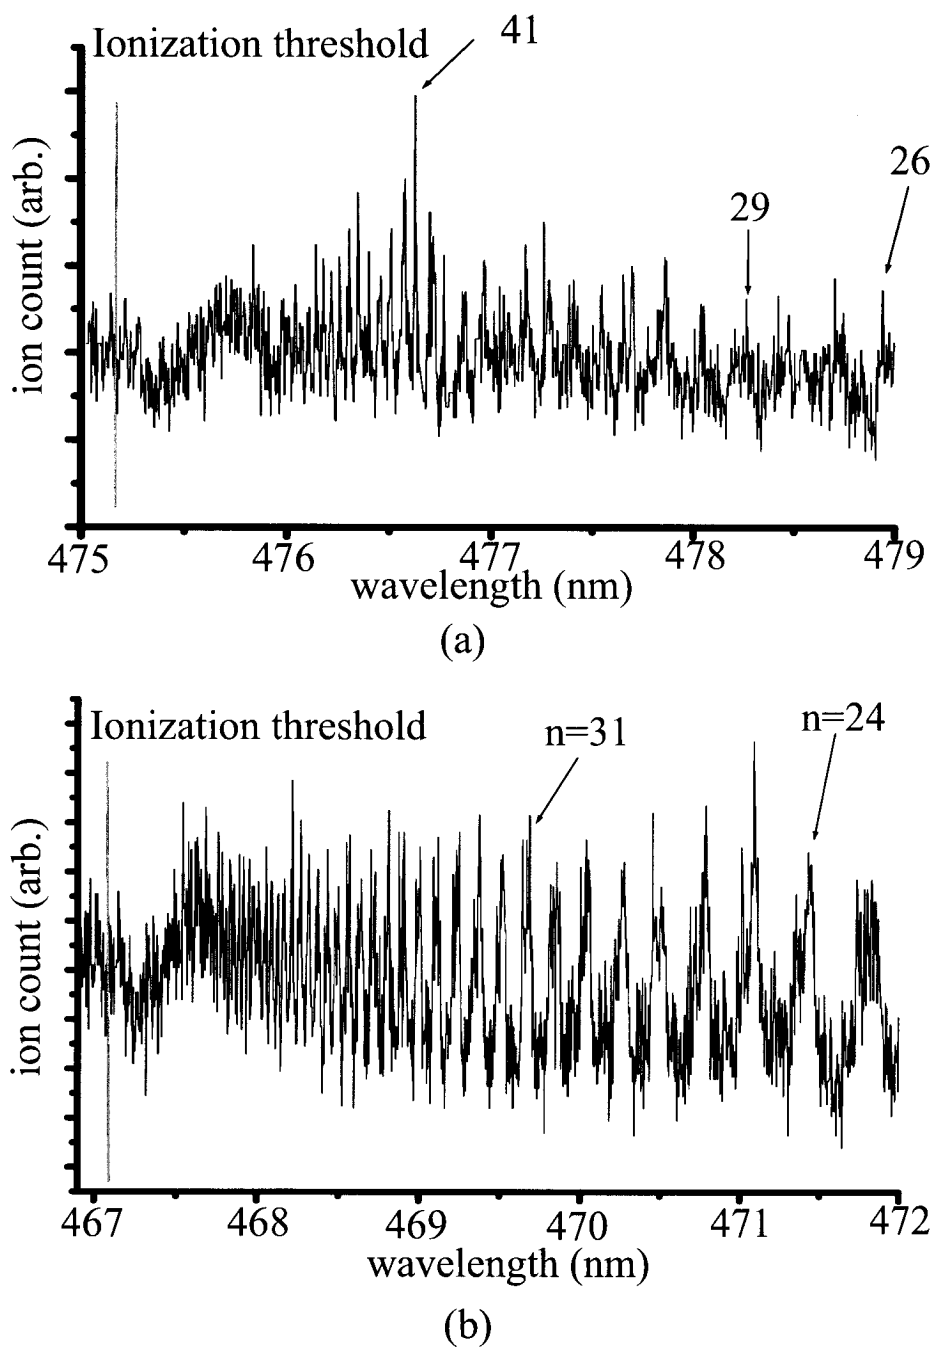 Ionization threshold
41
26
29
ion count (arb.)
475 476 477 478 479
wavelength (nm)
(a)
Ionization threshold
n=31
n=24
ion count (arb.)
467 468 469 470 471 472
wavelength (nm)
(b)